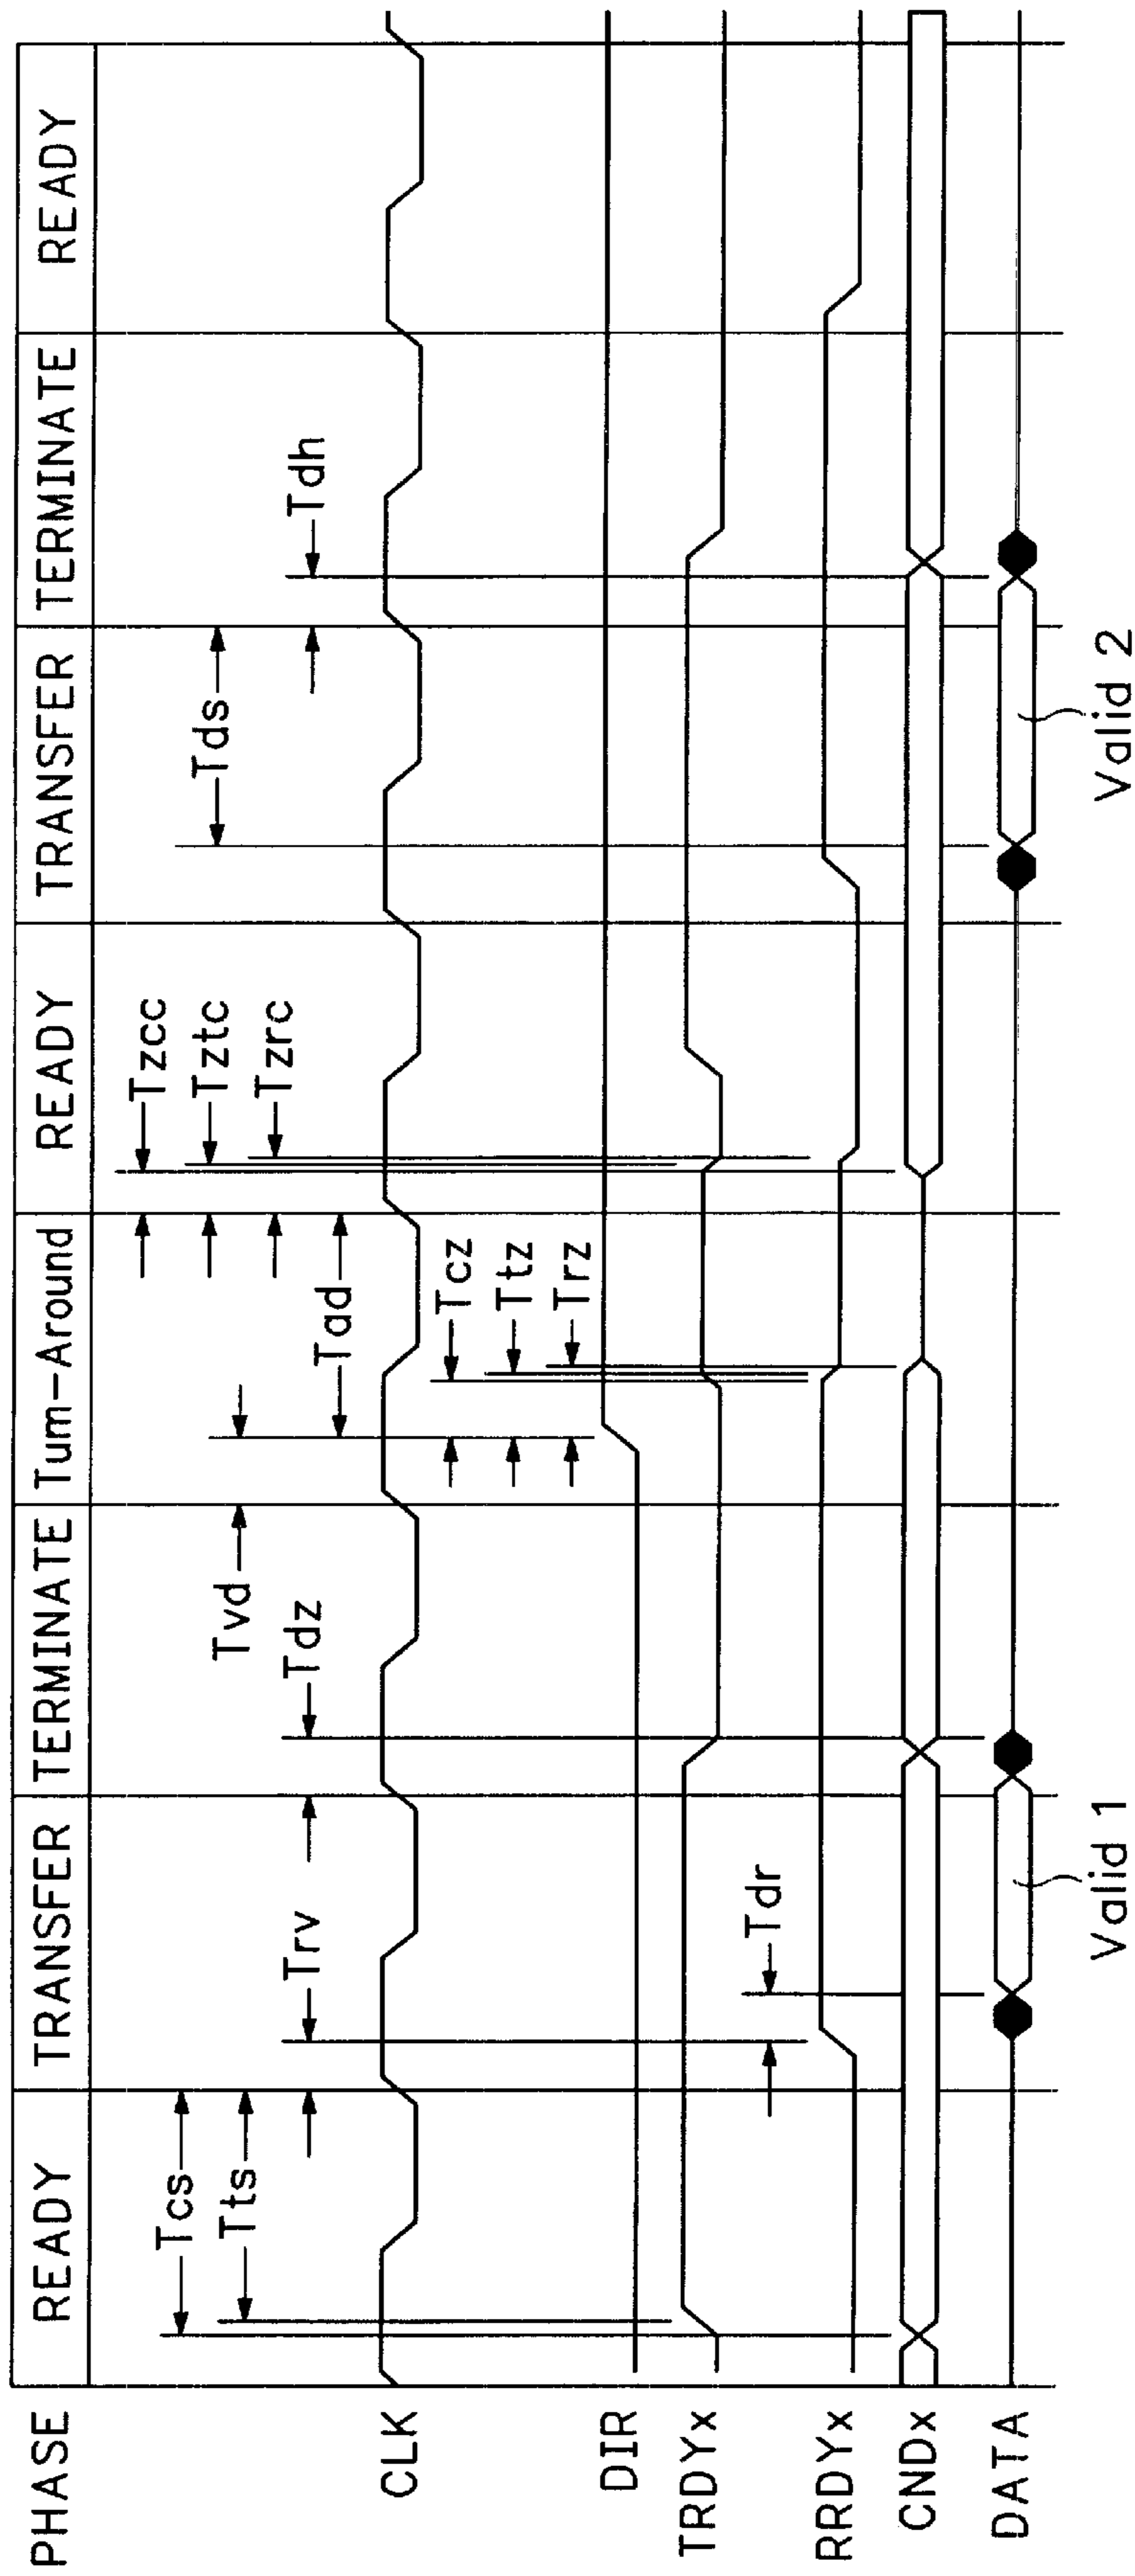 PHASE READY TRANSFER TERMINATE Tum-Around READY TRANSFER TERMINATE READY
Tzcc
Tcs
Tztc
Tds
Tts
Tvd
Tzrc
Trv
Tdz
Tdh
Tad
CLK
Tcz
Ttz
Trz
DIR
TRDYx
Tdr
RRDYx
CNDx
DATA
Valid 1
Valid 2